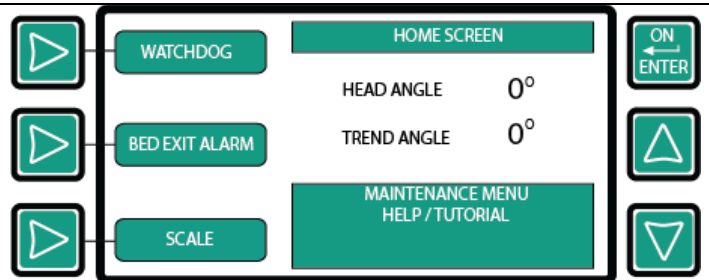 WATCHDOG
BED EXIT ALARM
SCALE
HOME SCREEN
HEAD ANGLE 0°
TREND ANGLE 0°
MAINTENANCE MENU
HELP / TUTORIAL
ON
ENTER